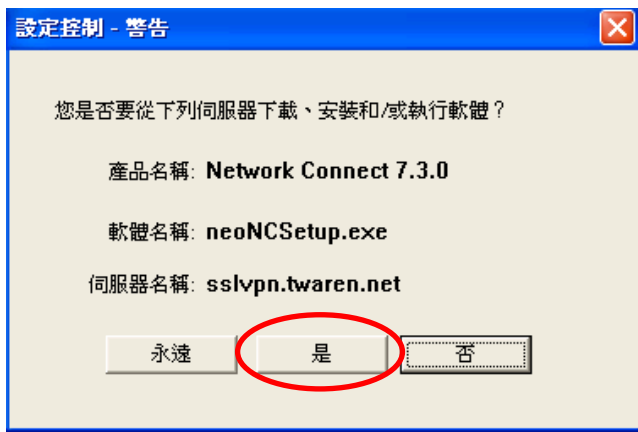 設定控制 - 警告
您是否要從下列伺服器下載、安裝和/或執行軟體？
產品名稱: Network Connect 7.3.0
軟體名稱: neoNCSetup.exe
伺服器名稱: sslvpn.twaren.net
永遠 是 否